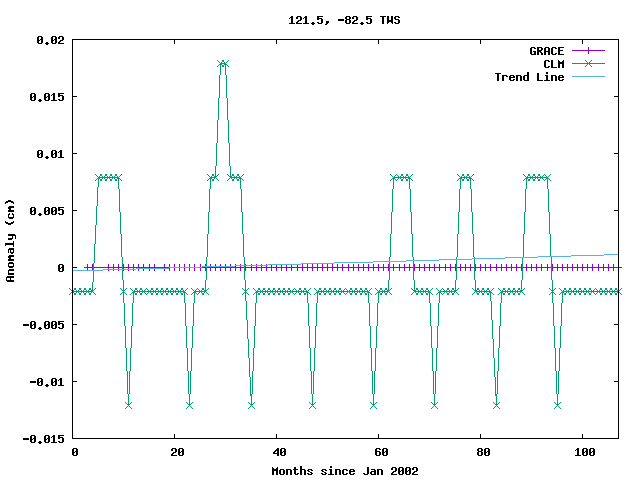 121.5, -82.5 TWS
GRACE
CLM
Trend Line
0.02
0.015
0.01
0.005
0
-0.005
-0.01
-0.015
Anomaly (cm)
0 20 40 60 80 100
Months since Jan 2002